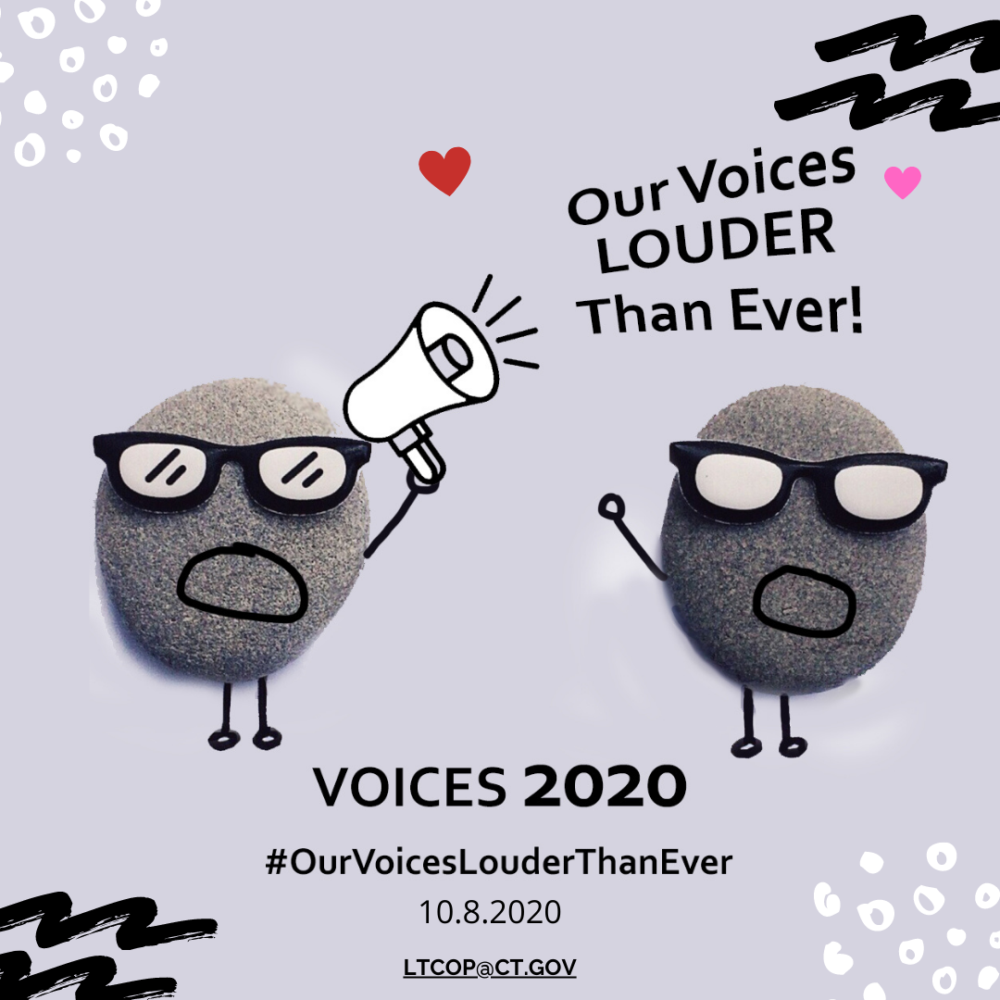 Our Voices
LOUDER
Than Ever!
VOICES 2020
#OurVoicesLouderThanEver
10.8.2020
LTCOP@CT.GOV